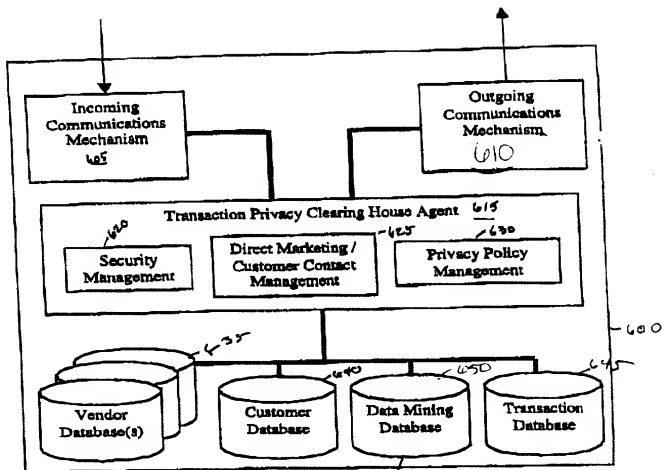 Incoming
Communications
Mechanism
605
Outgoing
Communications
Mechanism
610
Transaction Privacy Clearing House Agent 615
620
Security
Management
625
Direct Marketing /
Customer Contact
Management
630
Privacy Policy
Management
600
35
Vendor
Database(s)
640
Customer
Database
650
Data Mining
Database
645
Transaction
Database